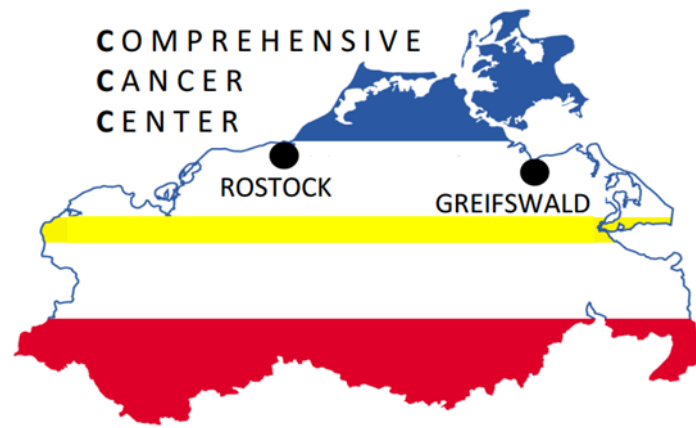 COMPREHENSIVE
CANCER
CENTER
ROSTOCK
GREIFSWALD